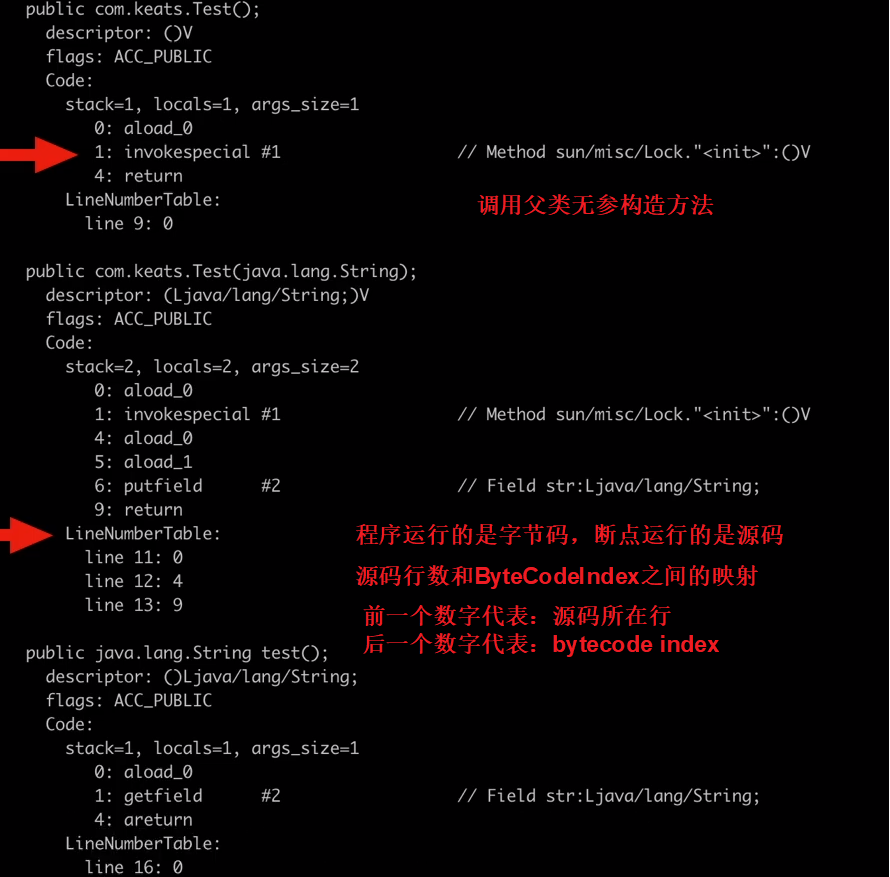 public com.keats.Test();
descriptor: ()V
flags: ACC_PUBLIC
Code:
stack=1, locals=1, args_size=1
0: aload_0
1: invokespecial #1 // Method sun/misc/Lock."<init>":()V
4: return
LineNumberTable:
调用父类无参构造方法
line 9: 0
public com.keats.Test(java.lang.String);
descriptor: (Ljava/lang/String;)V
flags: ACC_PUBLIC
Code:
stack=2, locals=2, args_size=2
0: aload_0
1: invokespecial #1 // Method sun/misc/Lock."<init>":()V
4: aload_0
5: aload_1
6: putfield #2 // Field str:Ljava/lang/String;
9: return
LineNumberTable:
程序运行的是字节码，断点运行的是源码
line 11: 0
line 12: 4
源码行数和ByteCodeIndex之间的映射
line 13: 9
前一个数字代表：源码所在行
后一个数字代表：bytecode index
public java.lang.String test();
descriptor: ()Ljava/lang/String;
flags: ACC_PUBLIC
Code:
stack=1, locals=1, args_size=1
0: aload_0
1: getfield #2 // Field str:Ljava/lang/String;
4: areturn
LineNumberTable:
line 16: 0